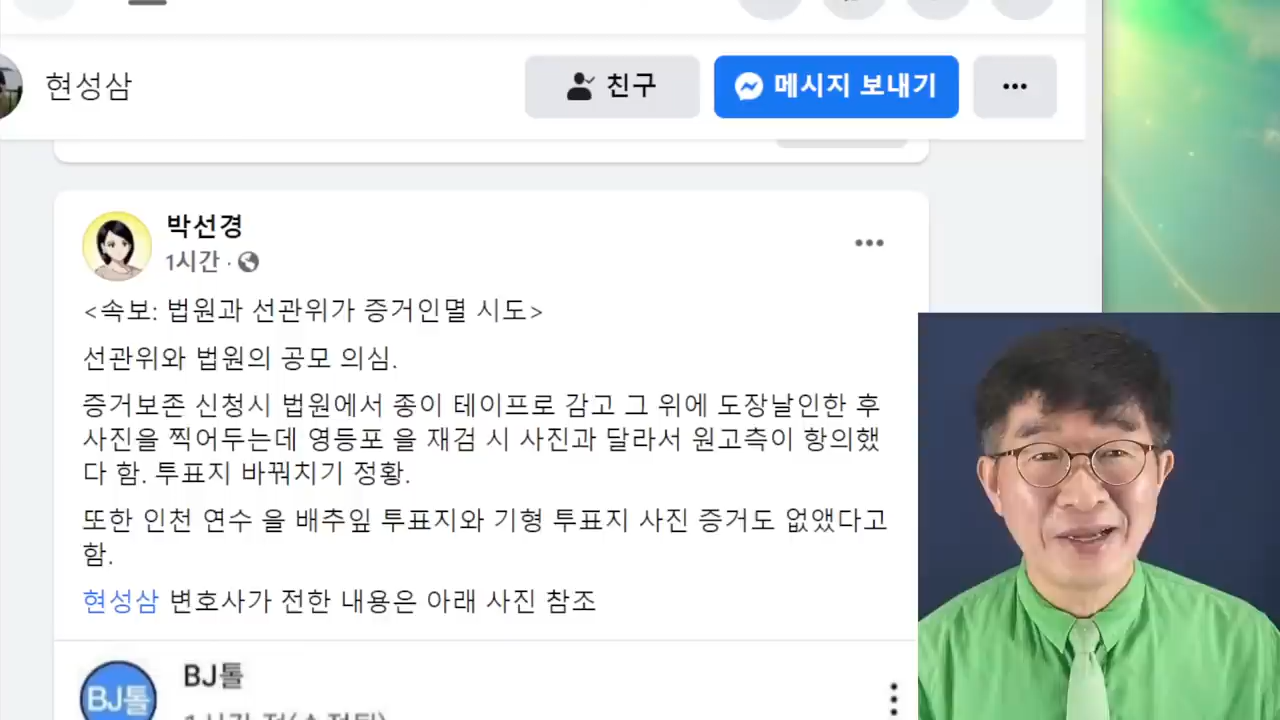 현성삼
친구
메시지 보내기
박선경
1시간 ·
<속보: 법원과 선관위가 증거인멸 시도>
선관위와 법원의 공모 의심.
증거보존 신청시 법원에서 종이 테이프로 감고 그 위에 도장날인한 후
사진을 찍어두는데 영등포 을 재검 시 사진과 달라서 원고측이 항의했
다 함. 투표지 바꿔치기 정황.
또한 인천 연수 을 배추잎 투표지와 기형 투표지 사진 증거도 없앴다고
함.
현성삼 변호사가 전한 내용은 아래 사진 참조
BJ톨
BJ톨